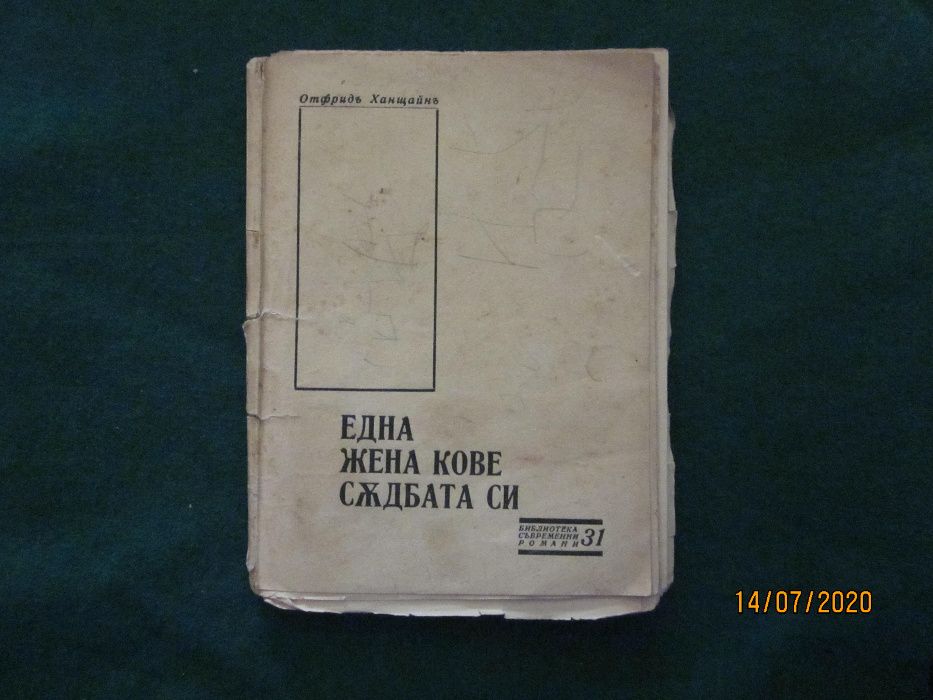 Отфридъ Ханщайнъ
ЕДНА
ЖЕНА КОВЕ
СѪДБАТА СИ
БИБЛИОТЕКА
СЪВРЕМЕННИ
РОМАНИ
31
14/07/2020